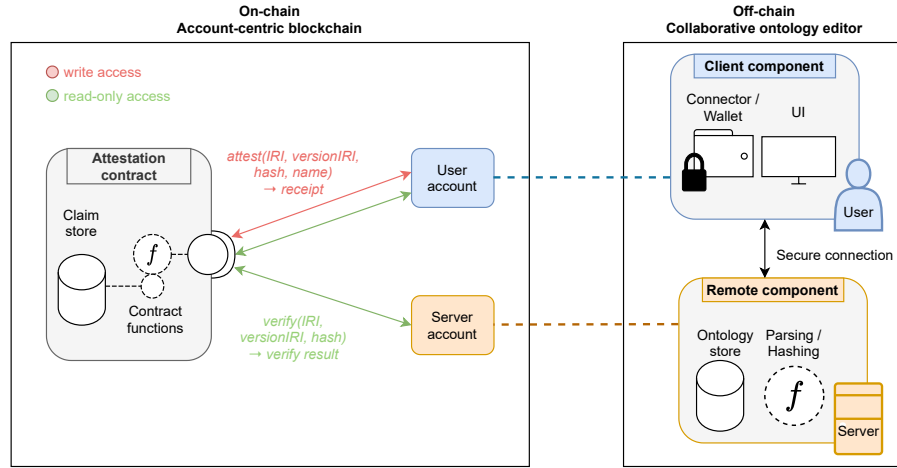 On-chain
Account-centric blockchain
write access
read-only access
Attestation
contract
Claim
store
f
Contract
functions
attest(IRI, versionIRI,
hash, name)
→ receipt
User
account
verify(IRI,
versionIRI, hash)
→ verify result
Server
account
Off-chain
Collaborative ontology editor
Client component
Connector /
Wallet
UI
User
Secure connection
Remote component
Ontology
store
Parsing /
Hashing
f
Server